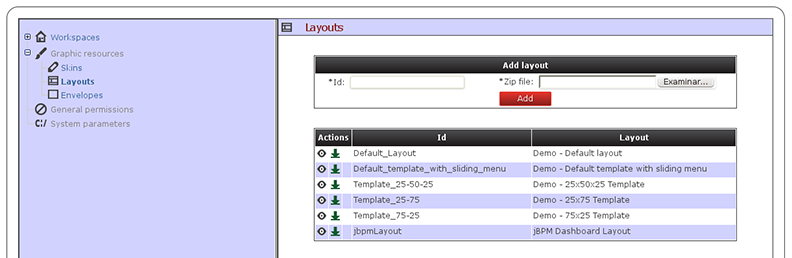 Workspaces
Graphic resources
Skins
Layouts
Envelopes
General permissions
C:/ System parameters
Layouts
Add layout
*Id: *Zip file: Examinar...
Add
Actions Id Layout
Default_Layout Demo - Default layout
Default_template_with_sliding_menu Demo - Default template with sliding menu
Template_25-50-25 Demo - 25x50x25 Template
Template_25-75 Demo - 25x75 Template
Template_75-25 Demo - 75x25 Template
jbpmLayout jBPM Dashboard Layout